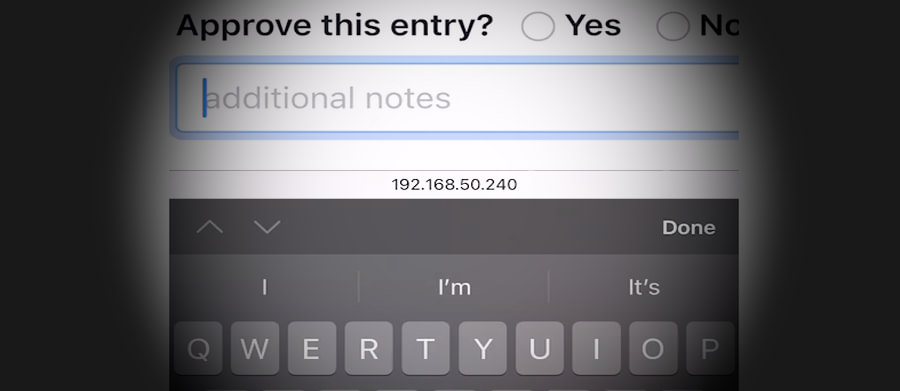 Approve this entry? Yes No
additional notes
192.168.50.240
Done
I I’m It’s
Q W E R T Y U I O P